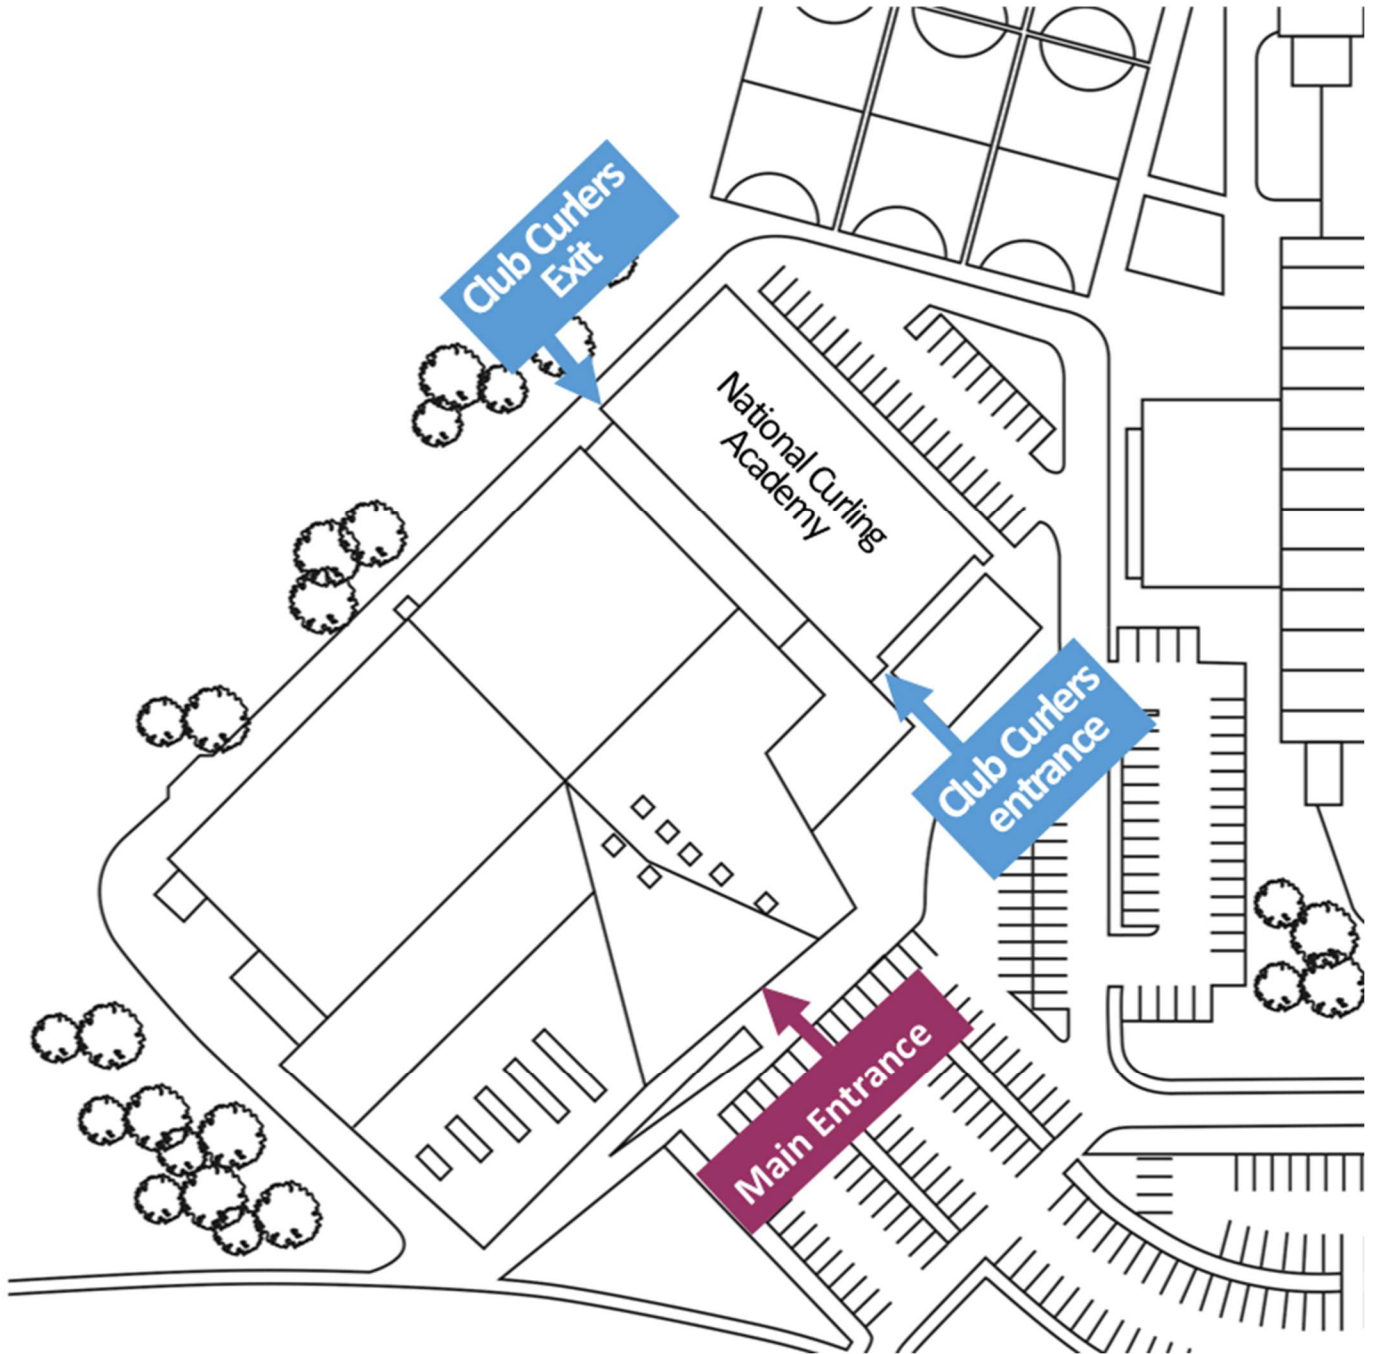 Club Curlers
Exit
National Curling
Academy
Club Curlers
entrance
Main Entrance